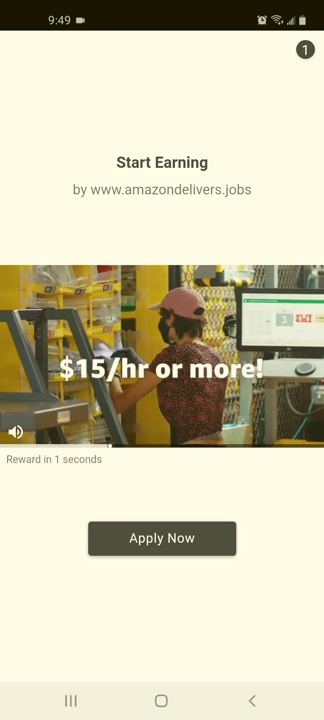 9:49
1
Start Earning
by www.amazondelivers.jobs
$15/hr or more!
Reward in 1 seconds
Apply Now